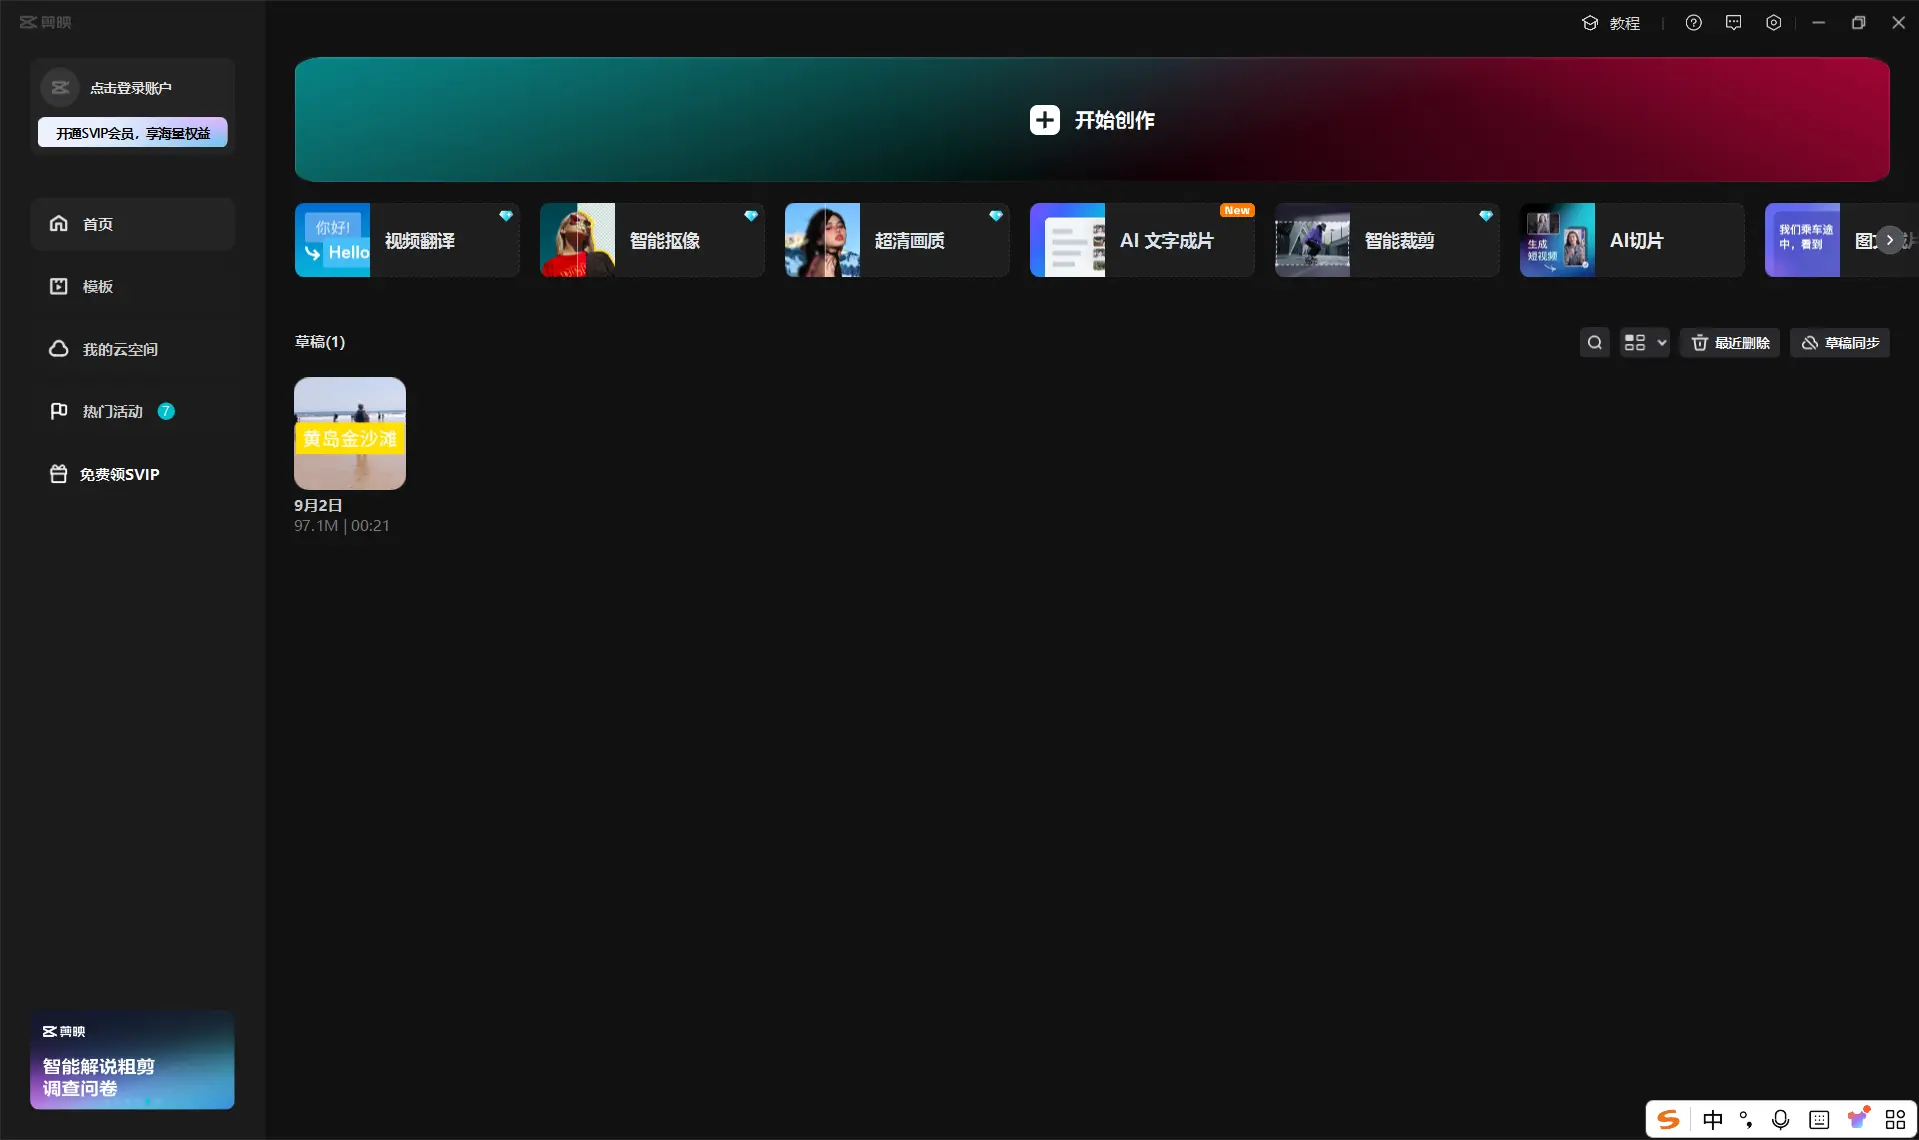 剪映
教程
点击登录账户
开通SVIP会员，享海量权益
开始创作
首页
模板
我的云空间
热门活动 7
免费领SVIP
你好!
Hello
视频翻译
智能抠像
超清画质
AI 文字成片
New
智能裁剪
生成
短视频
AI切片
我们乘车途
中，看到
图
草稿(1)
最近删除
草稿同步
黄岛金沙滩
9月2日
97.1M | 00:21
剪映
智能解说粗剪
调查问卷
S 中 °,